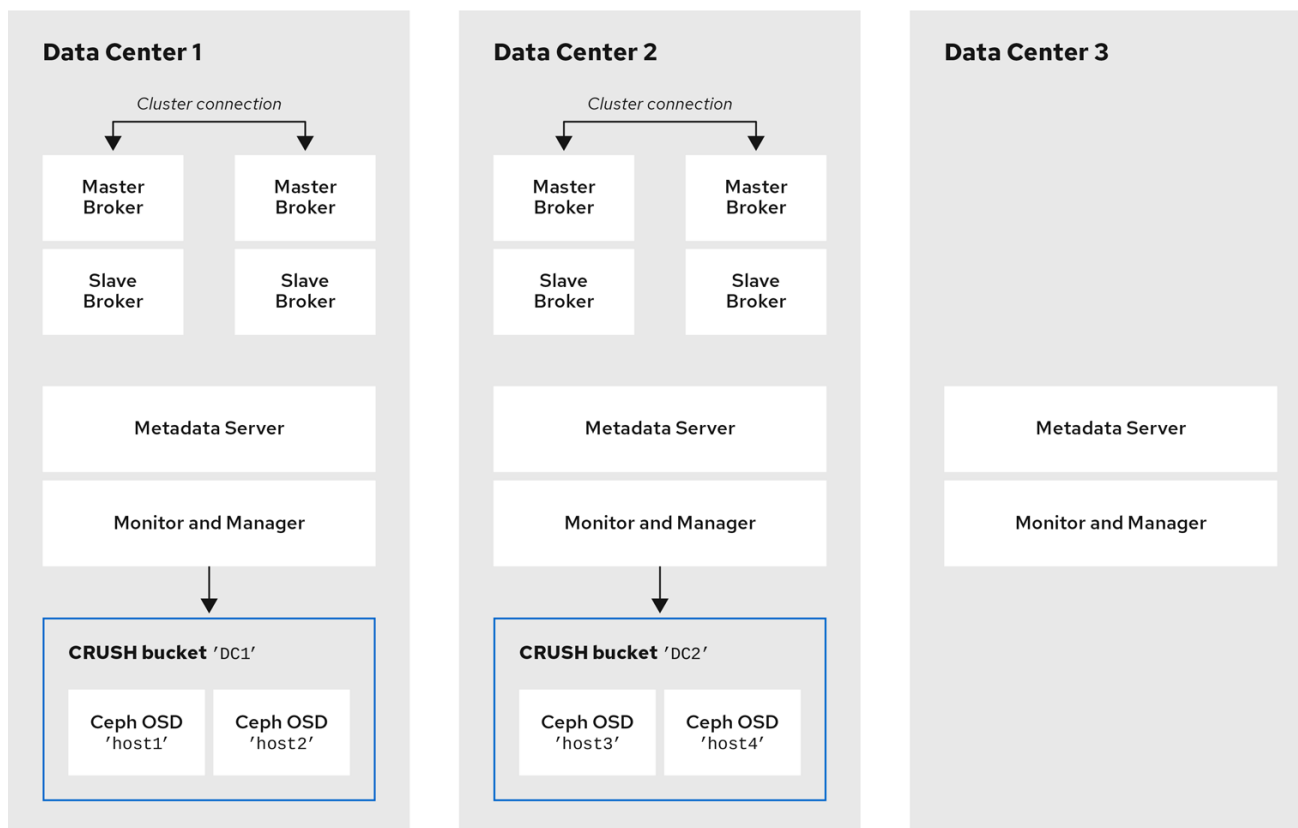 Data Center 1
Cluster connection
Master
Broker
Master
Broker
Slave
Broker
Slave
Broker
Metadata Server
Monitor and Manager
CRUSH bucket ′DC1′
Ceph OSD
′host1′
Ceph OSD
′host2′
Data Center 2
Cluster connection
Master
Broker
Master
Broker
Slave
Broker
Slave
Broker
Metadata Server
Monitor and Manager
CRUSH bucket ′DC2′
Ceph OSD
′host3′
Ceph OSD
′host4′
Data Center 3
Metadata Server
Monitor and Manager